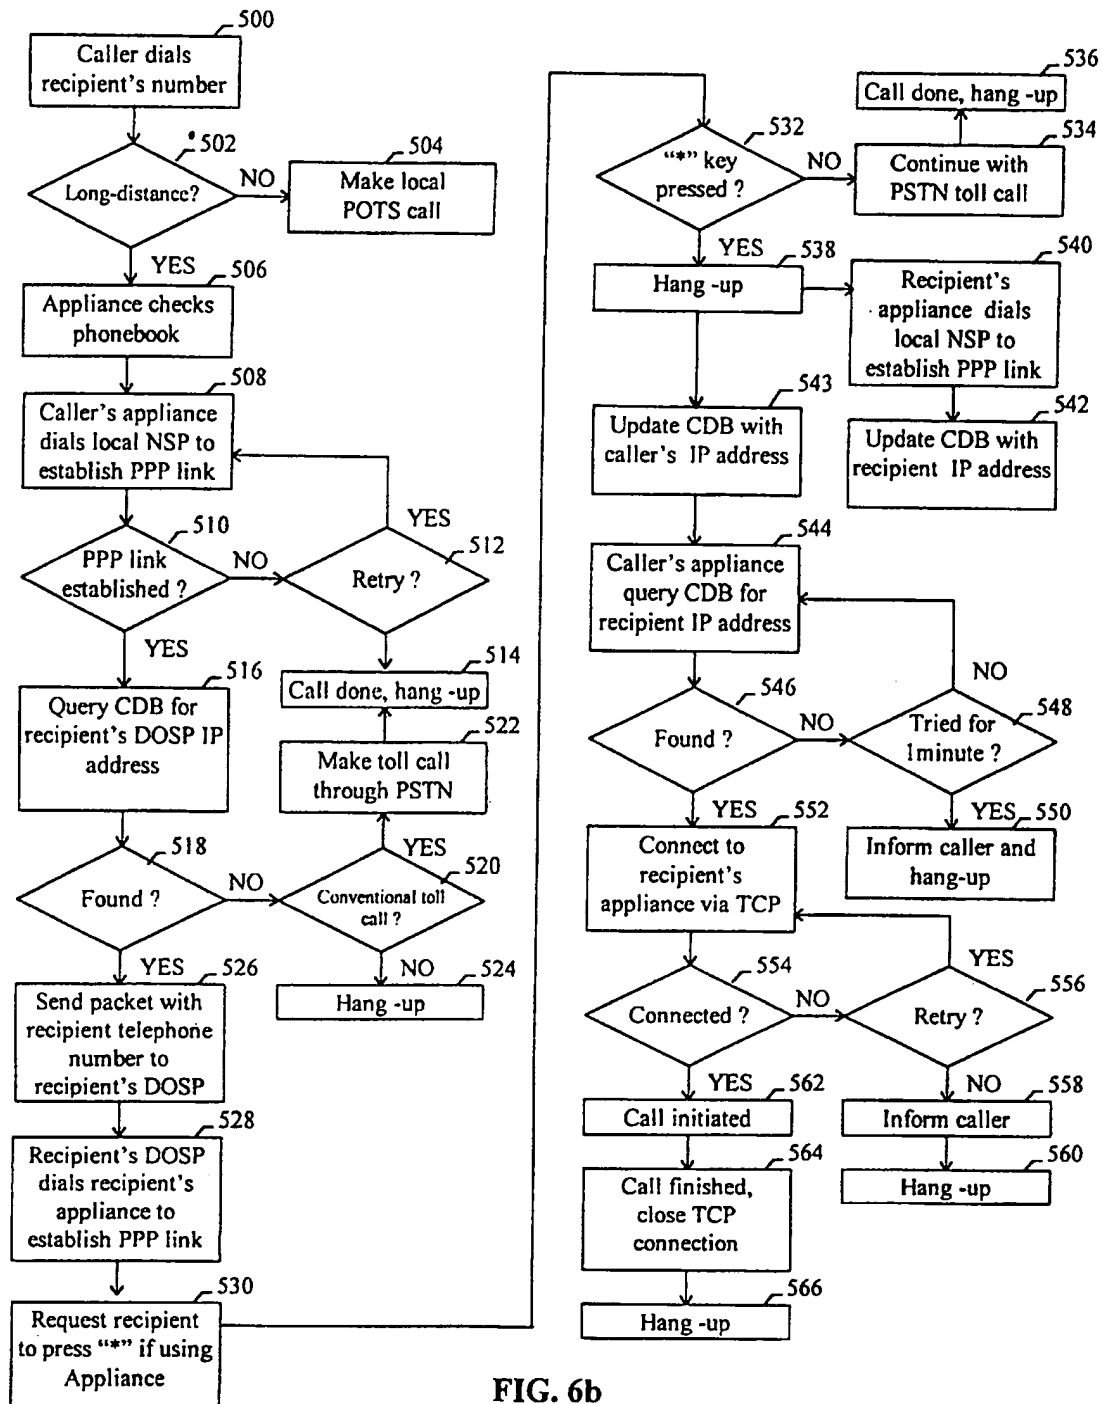 500
Caller dials
recipient's number
502
Long-distance?
NO
504
Make local
POTS call
YES
506
Appliance checks
phonebook
508
Caller's appliance
dials local NSP to
establish PPP link
510
PPP link
established ?
NO
YES
512
Retry ?
YES
514
Call done, hang -up
516
Query CDB for
recipient's DOSP IP
address
522
Make toll call
through PSTN
518
Found ?
NO
YES
520
Conventional toll
call ?
YES
NO
524
Hang -up
526
Send packet with
recipient telephone
number to
recipient's DOSP
528
Recipient's DOSP
dials recipient's
appliance to
establish PPP link
530
Request recipient
to press “*” if using
Appliance
532
“*” key
pressed ?
NO
534
Continue with
PSTN toll call
536
Call done, hang -up
YES
538
Hang -up
540
Recipient's
appliance dials
local NSP to
establish PPP link
542
Update CDB with
recipient IP address
543
Update CDB with
caller's IP address
544
Caller's appliance
query CDB for
recipient IP address
546
Found ?
NO
548
Tried for
1minute ?
NO
YES
550
Inform caller and
hang-up
YES
552
Connect to
recipient's
appliance via TCP
554
Connected ?
NO
556
Retry ?
YES
NO
558
Inform caller
560
Hang -up
YES
562
Call initiated
564
Call finished,
close TCP
connection
566
Hang -up
FIG. 6b